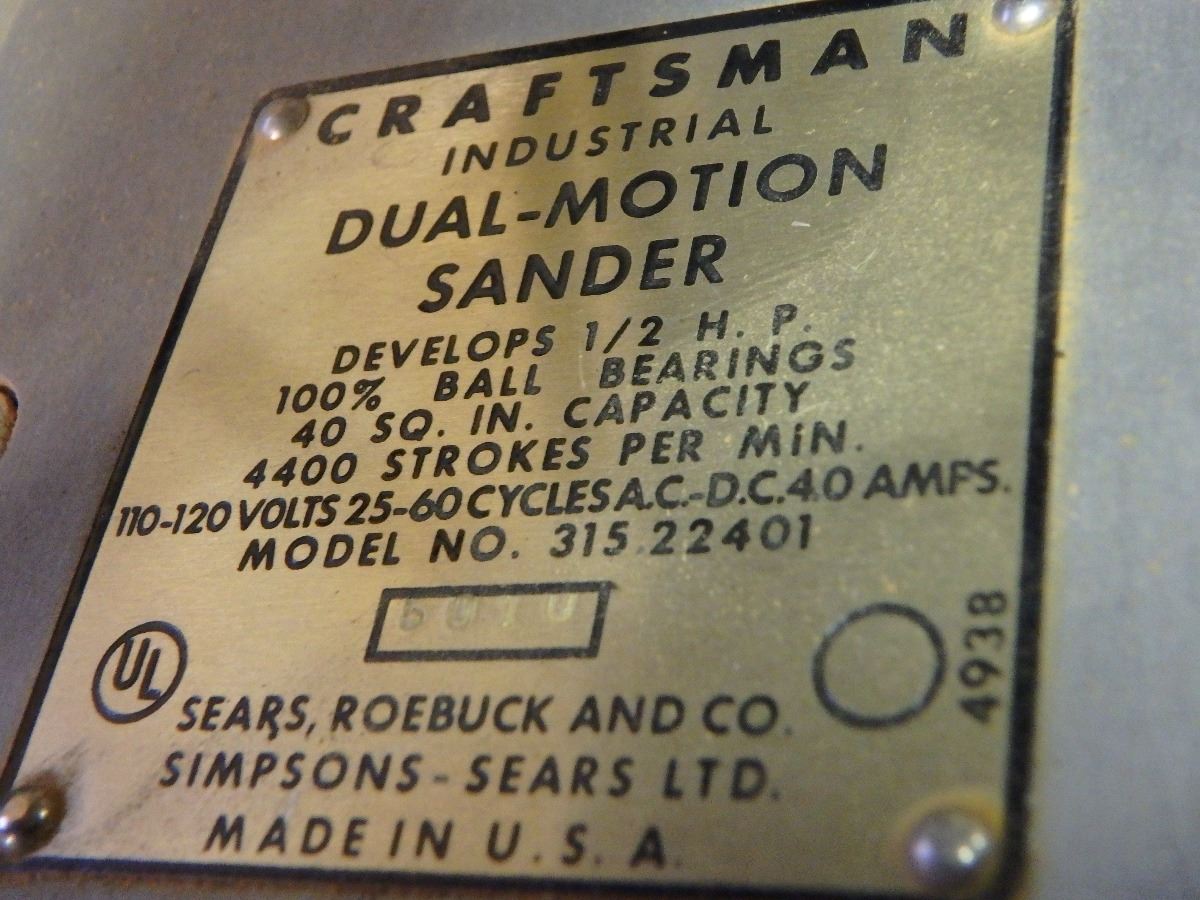 CRAFTSMAN
INDUSTRIAL
DUAL-MOTION
SANDER
DEVELOPS 1/2 H. P.
100% BALL BEARINGS
40 SQ. IN. CAPACITY
4400 STROKES PER MiN.
110-120 VOLTS 25-60 CYCLES A.C.-D.C. 4.0 AMPS.
MODEL NO. 315.22401
UL
4938
SEARS, ROEBUCK AND CO.
SIMPSONS - SEARS LTD.
MADE IN U. S. A.